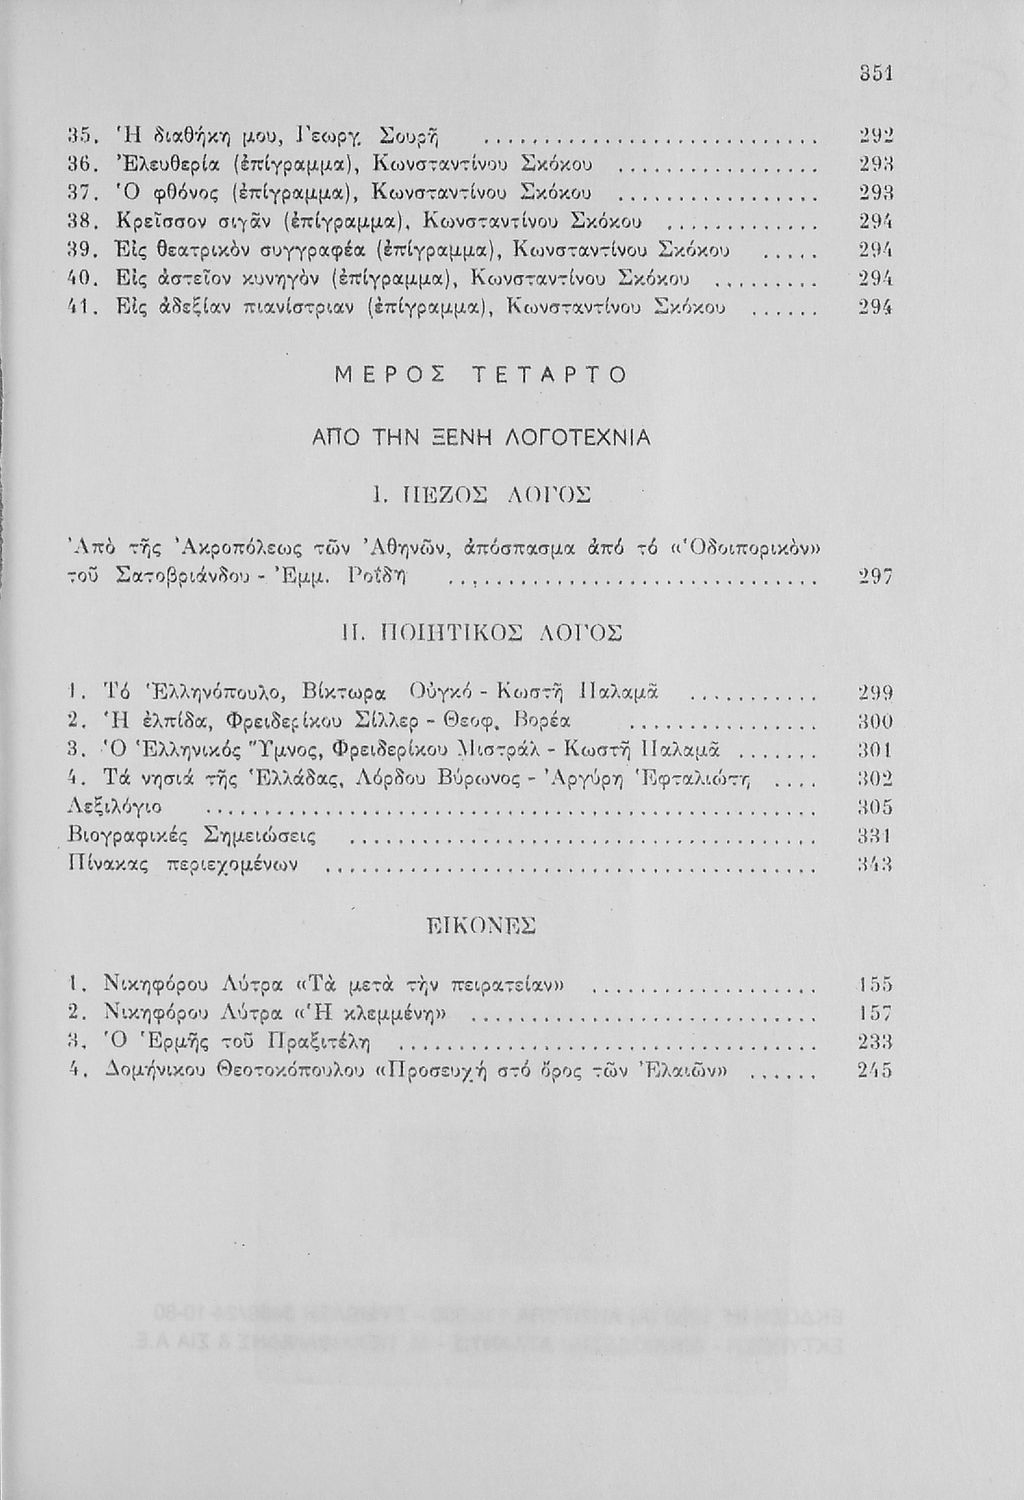 351
35. Ἡ διαθήκη μου, Γεωργ. Σουρῆ .............................. 292
36. Ἐλευθερία (ἐπίγραμμα), Κωνσταντίνου Σκόκου ................. 293
37. Ὁ φθόνος (ἐπίγραμμα), Κωνσταντίνου Σκόκου ................. 293
38. Κρεῖσσον σιγᾶν (ἐπίγραμμα), Κωνσταντίνου Σκόκου ............. 294
39. Εἰς θεατρικὸν συγγραφέα (ἐπίγραμμα), Κωνσταντίνου Σκόκου ..... 294
40. Εἰς ἀστεῖον κυνηγὸν (ἐπίγραμμα), Κωνσταντίνου Σκόκου ......... 294
41. Εἰς ἀδεξίαν πιανίστριαν (ἐπίγραμμα), Κωνσταντίνου Σκόκου ...... 294
ΜΕΡΟΣ ΤΕΤΑΡΤΟ
ΑΠΟ ΤΗΝ ΞΕΝΗ ΛΟΓΟΤΕΧΝΙΑ
Ι. ΠΕΖΟΣ ΛΟΓΟΣ
Ἀπὸ τῆς Ἀκροπόλεως τῶν Ἀθηνῶν, ἀπόσπασμα ἀπό τό «Ὁδοιπορικὸν»
τοῦ Σατοβριάνδου - Ἐμμ. Ροΐδη ................................ 297
ΙΙ. ΠΟΙΗΤΙΚΟΣ ΛΟΓΟΣ
1. Τό Ἑλληνόπουλο, Βίκτωρα Οὑγκό - Κωστῆ Παλαμᾶ ........... 299
2. Ἡ ἐλπίδα, Φρειδερίκου Σίλλερ - Θεοφ. Βορέα ................ 300
3. Ὁ Ἑλληνικός Ὕμνος, Φρειδερίκου Μιστράλ - Κωστῆ Παλαμᾶ ....... 301
4. Τά νησιά τῆς Ἑλλάδας, Λόρδου Βύρωνος - Ἀργύρη Ἐφταλιώτη .... 302
Λεξιλόγιο .................................................... 305
Βιογραφικές Σημειώσεις ........................................ 331
Πίνακας περιεχομένων .......................................... 343
ΕΙΚΟΝΕΣ
1. Νικηφόρου Λύτρα «Τὰ μετὰ τὴν πειρατείαν» ................... 155
2. Νικηφόρου Λύτρα «Ἡ κλεμμένη» .............................. 157
3. Ὁ Ἑρμῆς τοῦ Πραξιτέλη .................................... 233
4. Δομήνικου Θεοτοκόπουλου «Προσευχή στό ὄρος τῶν Ἐλαιῶν» ...... 245